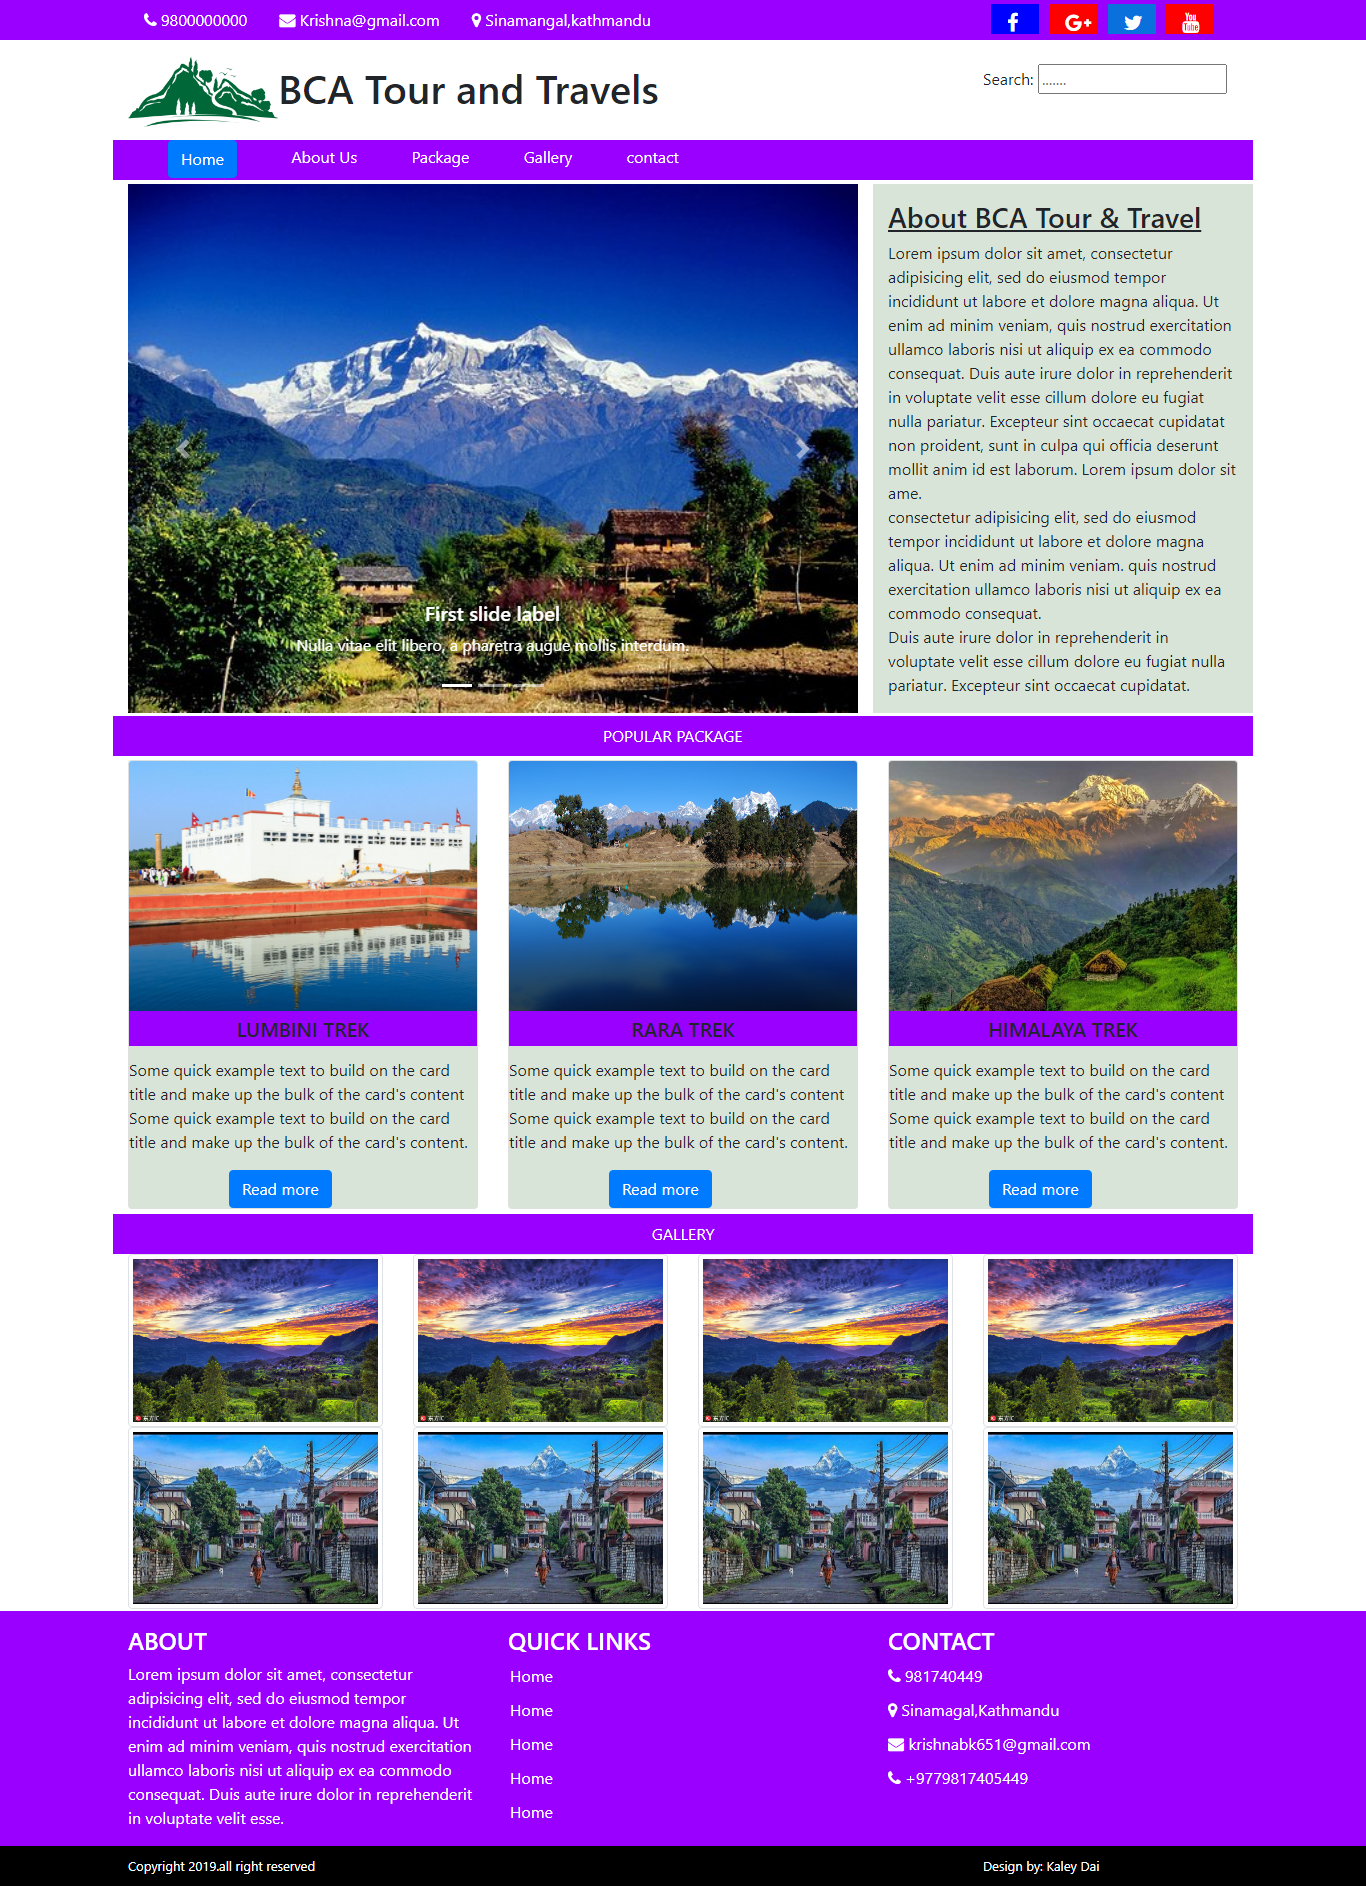 9800000000 Krishna@gmail.com Sinamangal,kathmandu
You
Tube
BCA Tour and Travels
Search: .......
Home About Us Package Gallery contact
About BCA Tour & Travel
Lorem ipsum dolor sit amet, consectetur
adipisicing elit, sed do eiusmod tempor
incididunt ut labore et dolore magna aliqua. Ut
enim ad minim veniam, quis nostrud exercitation
ullamco laboris nisi ut aliquip ex ea commodo
consequat. Duis aute irure dolor in reprehenderit
in voluptate velit esse cillum dolore eu fugiat
nulla pariatur. Excepteur sint occaecat cupidatat
non proident, sunt in culpa qui officia deserunt
mollit anim id est laborum. Lorem ipsum dolor sit
ame.
consectetur adipisicing elit, sed do eiusmod
tempor incididunt ut labore et dolore magna
aliqua. Ut enim ad minim veniam. quis nostrud
exercitation ullamco laboris nisi ut aliquip ex ea
commodo consequat.
Duis aute irure dolor in reprehenderit in
voluptate velit esse cillum dolore eu fugiat nulla
pariatur. Excepteur sint occaecat cupidatat.
First slide label
Nulla vitae elit libero, a pharetra augue mollis interdum.
POPULAR PACKAGE
LUMBINI TREK
Some quick example text to build on the card
title and make up the bulk of the card's content
Some quick example text to build on the card
title and make up the bulk of the card's content.
Read more
RARA TREK
Some quick example text to build on the card
title and make up the bulk of the card's content
Some quick example text to build on the card
title and make up the bulk of the card's content.
Read more
HIMALAYA TREK
Some quick example text to build on the card
title and make up the bulk of the card's content
Some quick example text to build on the card
title and make up the bulk of the card's content.
Read more
GALLERY
ABOUT
Lorem ipsum dolor sit amet, consectetur
adipisicing elit, sed do eiusmod tempor
incididunt ut labore et dolore magna aliqua. Ut
enim ad minim veniam, quis nostrud exercitation
ullamco laboris nisi ut aliquip ex ea commodo
consequat. Duis aute irure dolor in reprehenderit
in voluptate velit esse.
QUICK LINKS
Home
Home
Home
Home
Home
CONTACT
981740449
Sinamagal,Kathmandu
krishnabk651@gmail.com
+9779817405449
Copyright 2019.all right reserved
Design by: Kaley Dai